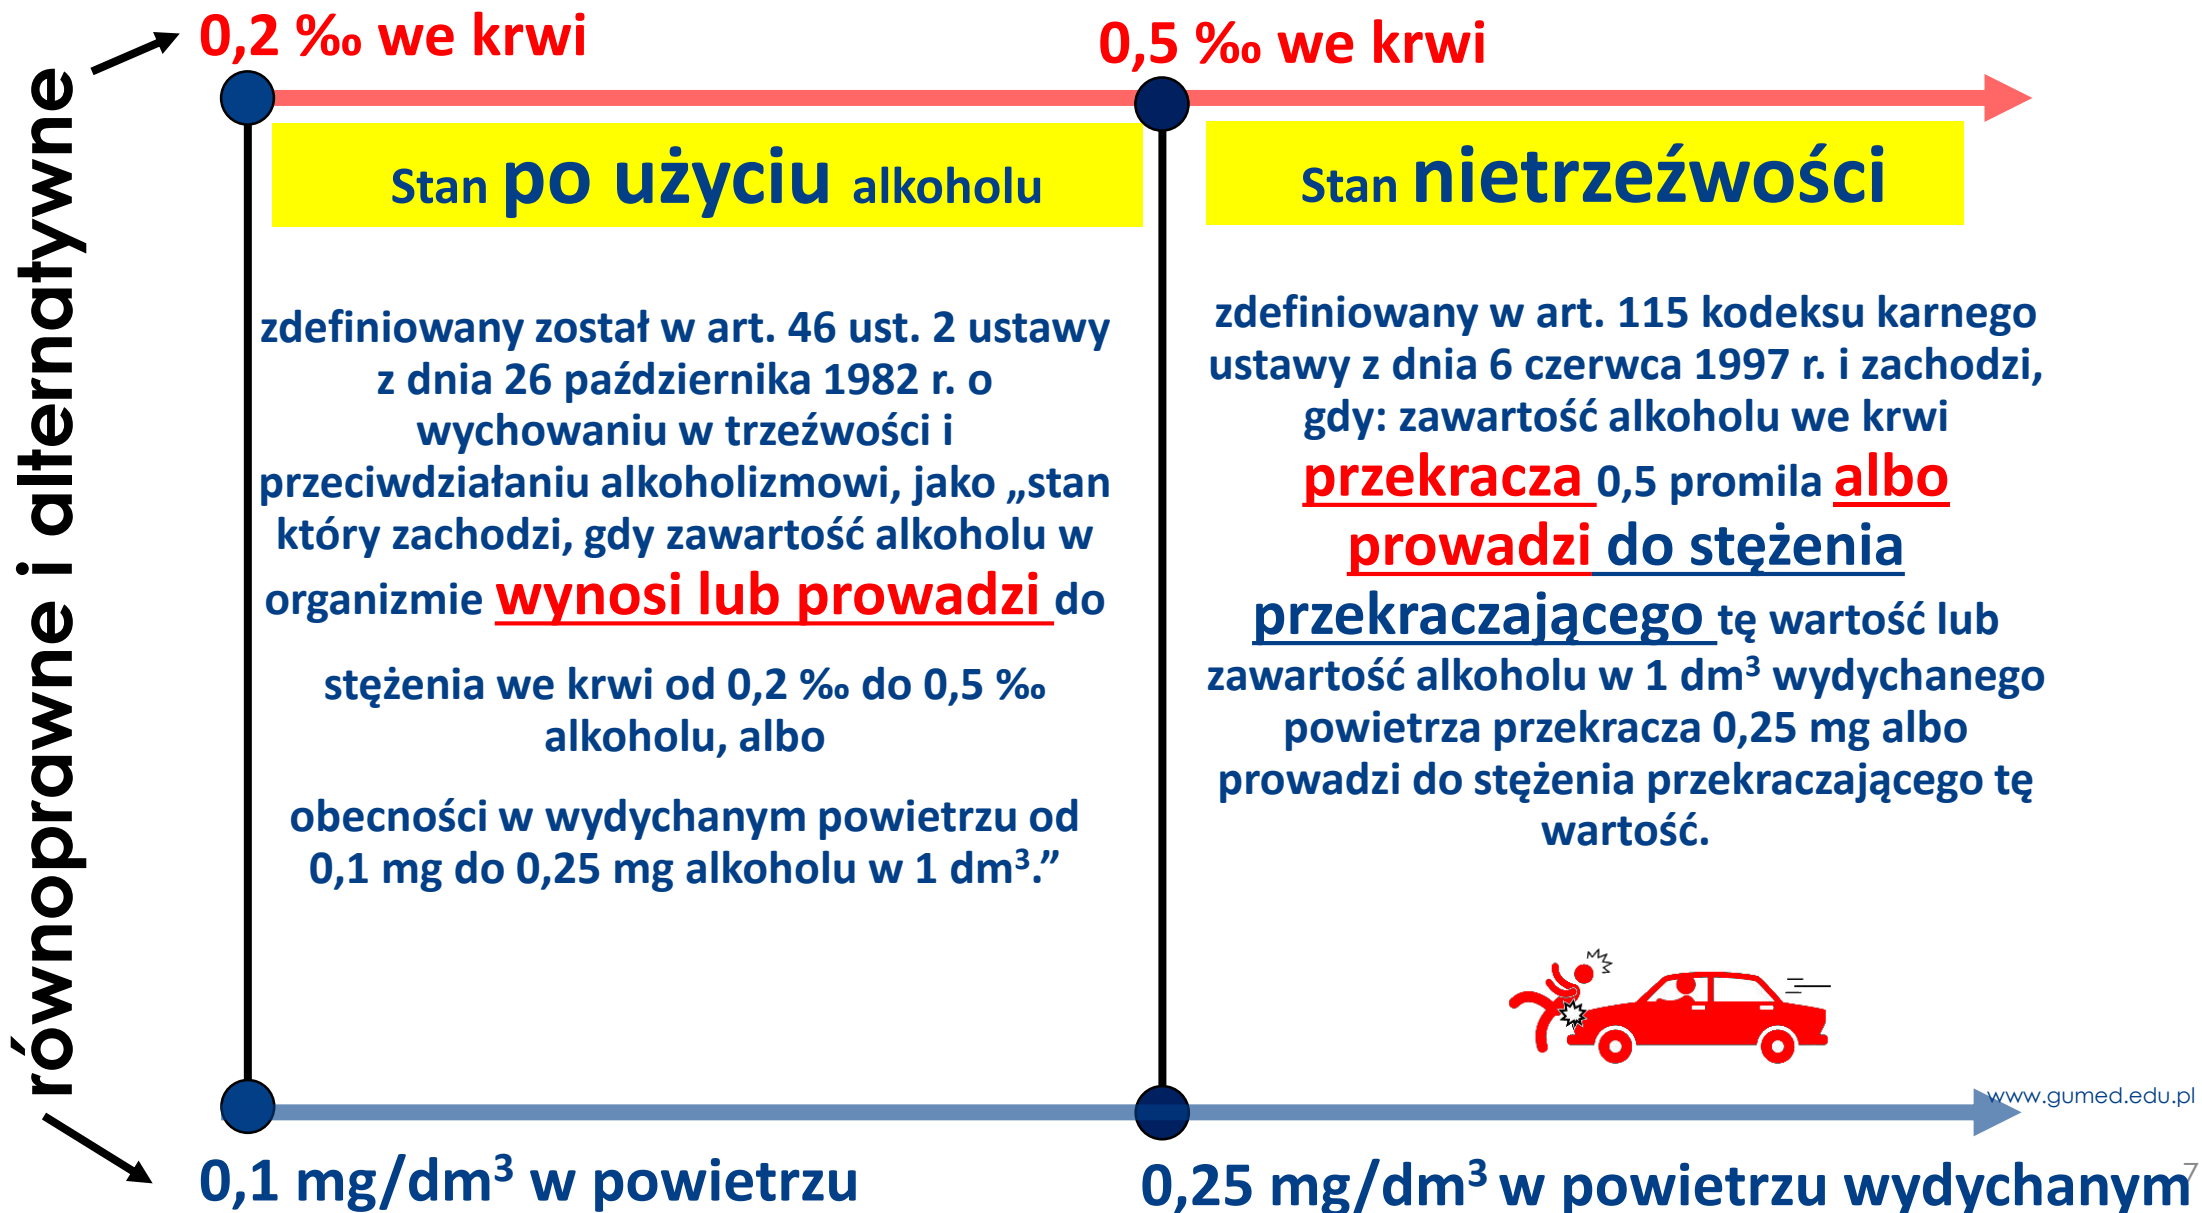 równoprawne i alternatywne
0,2 ‰ we krwi
0,5 ‰ we krwi
Stan po użyciu alkoholu
zdefiniowany został w art. 46 ust. 2 ustawy
z dnia 26 października 1982 r. o
wychowaniu w trzeźwości i
przeciwdziałaniu alkoholizmowi, jako „stan
który zachodzi, gdy zawartość alkoholu w
organizmie wynosi lub prowadzi do
stężenia we krwi od 0,2 ‰ do 0,5 ‰
alkoholu, albo
obecności w wydychanym powietrzu od
0,1 mg do 0,25 mg alkoholu w 1 dm³.”
Stan nietrzeźwości
zdefiniowany w art. 115 kodeksu karnego
ustawy z dnia 6 czerwca 1997 r. i zachodzi,
gdy: zawartość alkoholu we krwi
przekracza 0,5 promila albo
prowadzi do stężenia
przekraczającego tę wartość lub
zawartość alkoholu w 1 dm³ wydychanego
powietrza przekracza 0,25 mg albo
prowadzi do stężenia przekraczającego tę
wartość.
www.gumed.edu.pl
0,1 mg/dm³ w powietrzu
0,25 mg/dm³ w powietrzu wydychanym
7